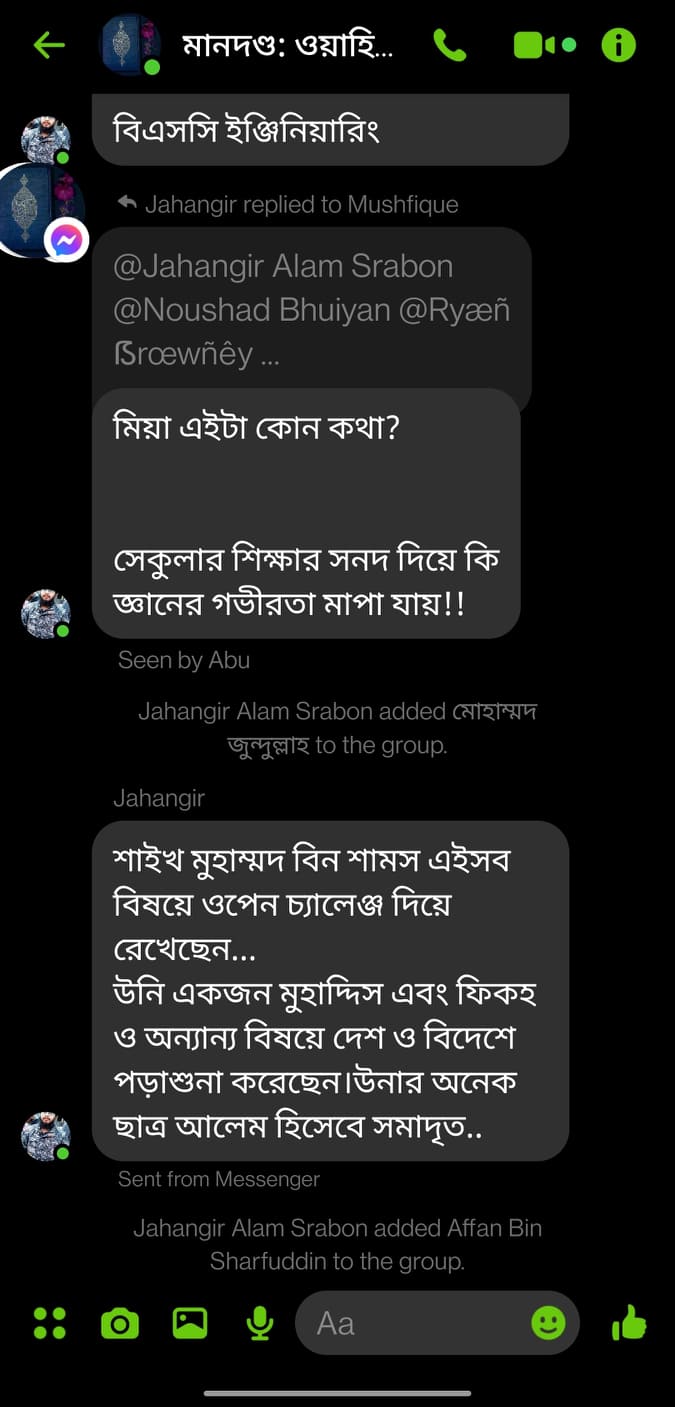 মানদণ্ড: ওয়াহি...
বিএসসি ইঞ্জিনিয়ারিং
Jahangir replied to Mushfique
@Jahangir Alam Srabon
@Noushad Bhuiyan @Ryæñ
ẞrœwñêy ...
মিয়া এইটা কোন কথা?
সেকুলার শিক্ষার সনদ দিয়ে কি
জ্ঞানের গভীরতা মাপা যায়!!
Seen by Abu
Jahangir Alam Srabon added মোহাম্মদ
জুন্দুল্লাহ to the group.
Jahangir
শাইখ মুহাম্মদ বিন শামস এইসব
বিষয়ে ওপেন চ্যালেঞ্জ দিয়ে
রেখেছেন...
উনি একজন মুহাদ্দিস এবং ফিকহ
ও অন্যান্য বিষয়ে দেশ ও বিদেশে
পড়াশুনা করেছেন।উনার অনেক
ছাত্র আলেম হিসেবে সমাদৃত..
Sent from Messenger
Jahangir Alam Srabon added Affan Bin
Sharfuddin to the group.
Aa